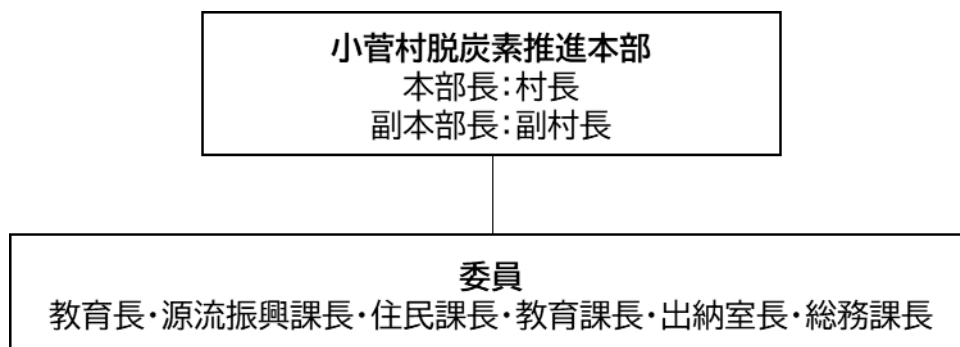 小菅村脱炭素推進本部
本部長：村長
副本部長：副村長
委員
教育長・源流振興課長・住民課長・教育課長・出納室長・総務課長